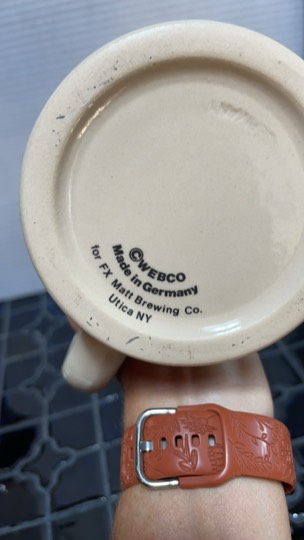 ©WEBCO
Made in Germany
for FX Matt Brewing Co.
Utica NY